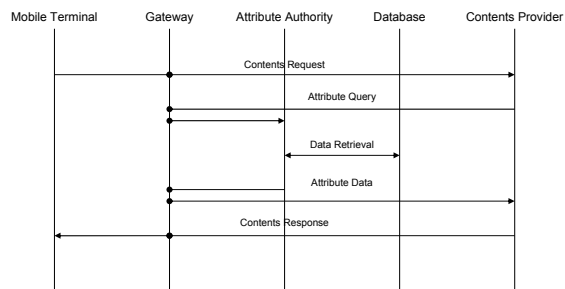 Mobile Terminal Gateway Attribute Authority Database Contents Provider
Contents Request
Attribute Query
Data Retrieval
Attribute Data
Contents Response